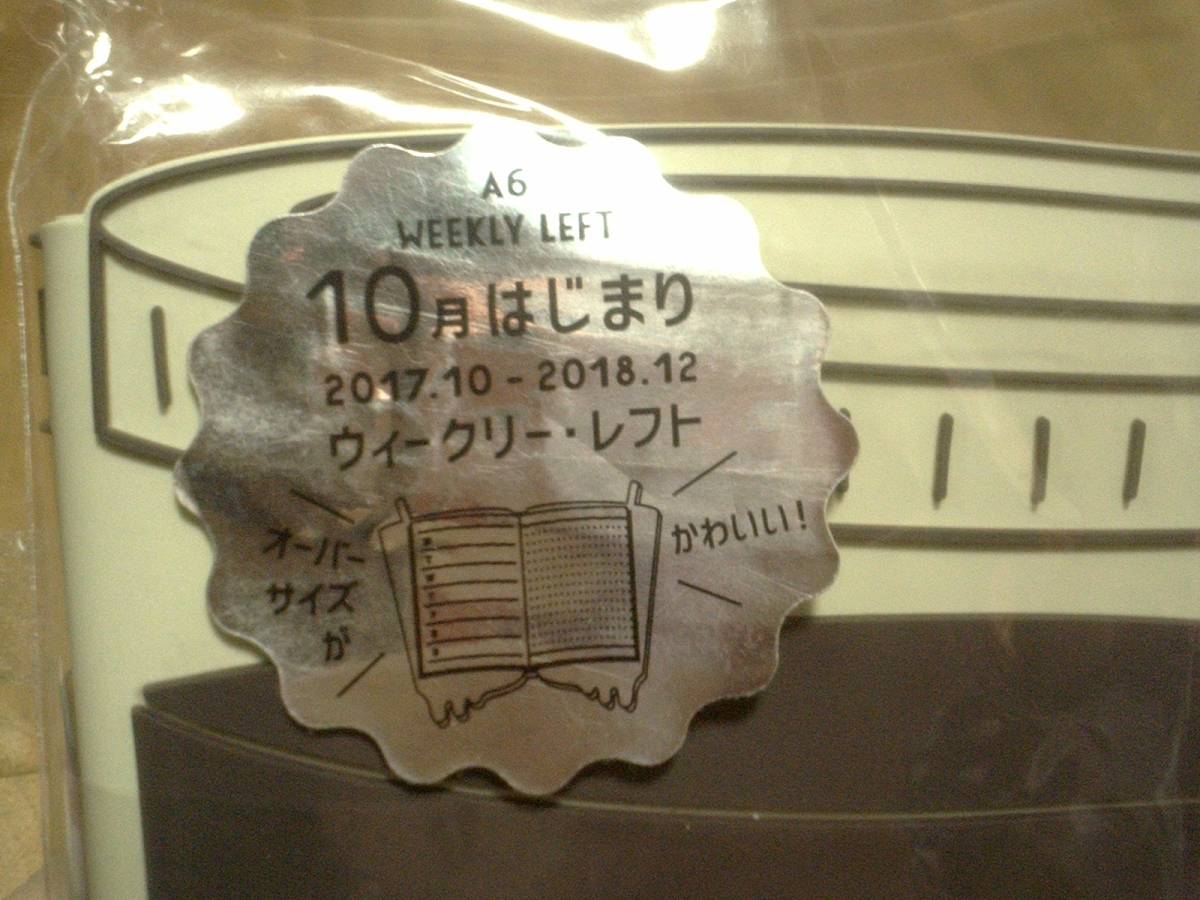 A6
WEEKLY LEFT
10月はじまり
2017.10 - 2018.12
ウィークリー・レフト
オーバー
サイズ
が
かわいい!